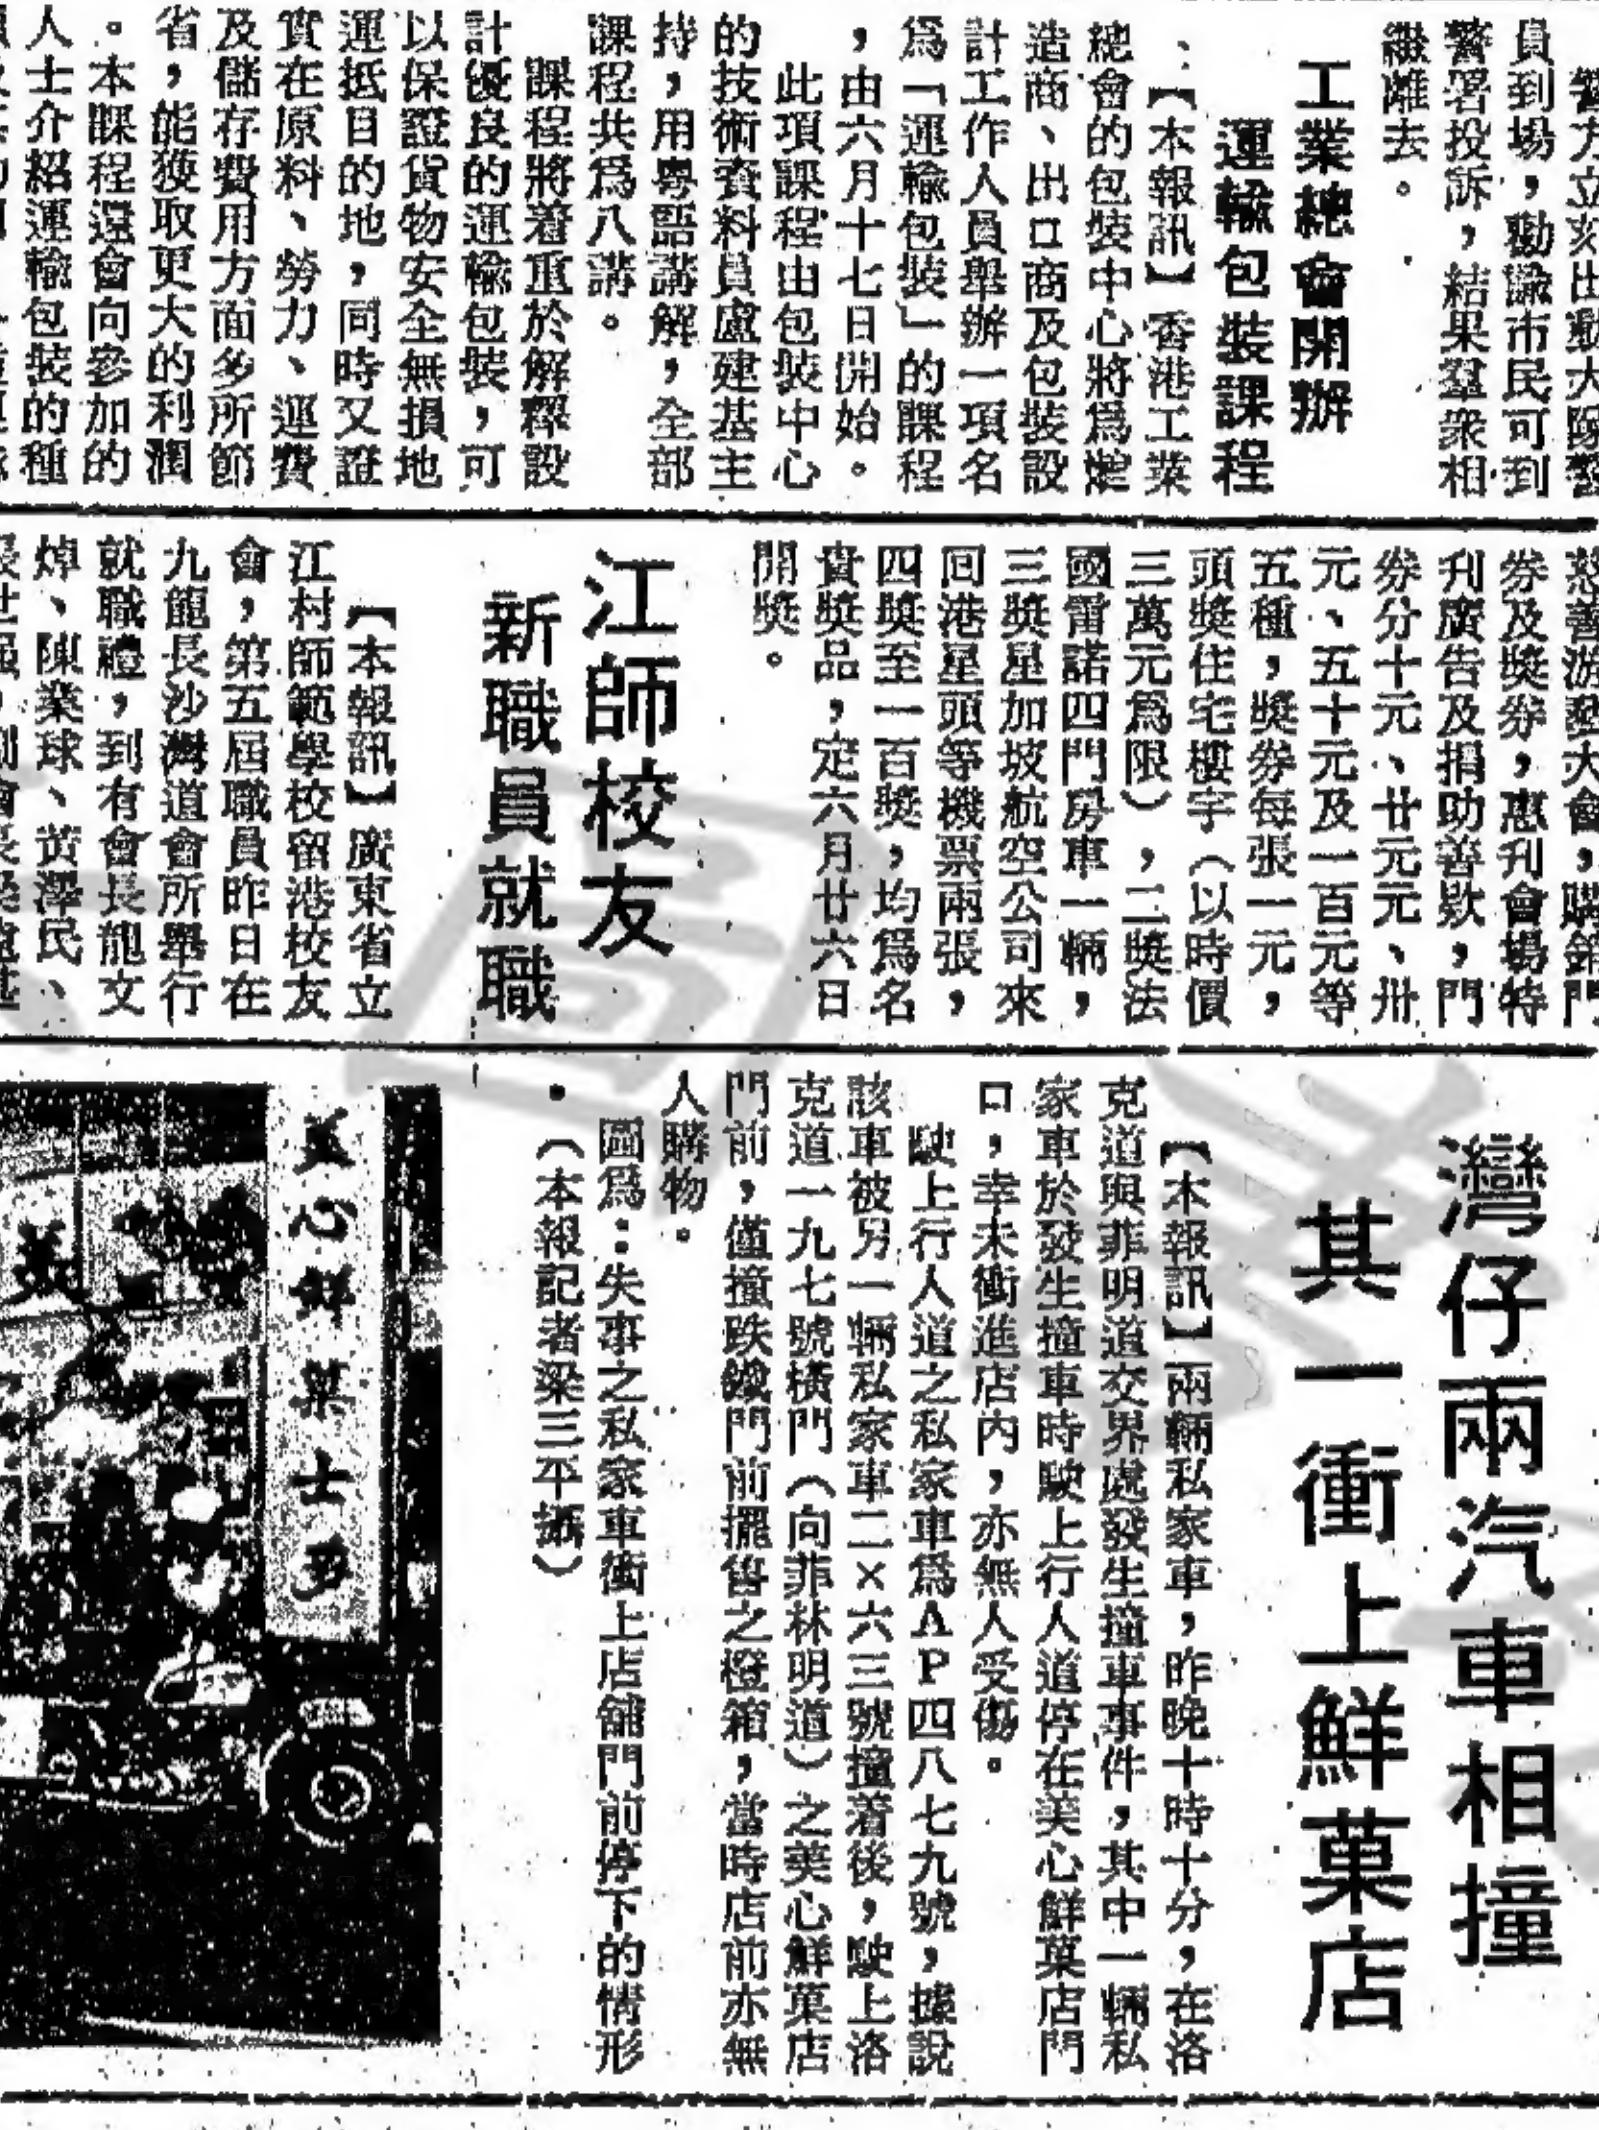 警方立刻出動大隊警
員到場，勸諭市民可到
警署投訴，結果羣衆相
繼離去。
工業總會開辦
運輸包裝課程
【本報訊】香港工業
總會的包裝中心將爲
造商、出口商及包裝設
計工作人員舉辦一項名
爲「運輸包裝」的課程
，由六月十七日開始。
此項課程由包裝中心
的技術資料員盧建基主
持，用粵語講解，全部
課程共爲八講。
課程將着重於解釋設
計優良的運輸包裝，可
以保證貨物安全無損地
運抵目的地，同時又證
實在原料、勞力、運費
及儲存費用方面多所節
省，能獲取更大的利潤
。本課程還會向參加的
人士介紹運輸包裝的種
慈善游藝大會，購銷門
券及獎券，惠刋會場特
刋廣告及捐助善欵，門
券分十元、廿元元、卅
元、五十元及一百元等
五種，獎券每張一元，
頭獎住宅樓宇（以時價
三萬元爲限），二獎法
國雷諾四門房車一輛，
三獎星加坡航空公司來
回港星頭等機票兩張，
四獎至一百獎，均爲名
貴獎品，定六月廿六日
開獎。
江師校友
新職員就職
【本報訊】廣東省立
江村師範學校留港校友
會，第五屆職員昨日在
九龍長沙灣道會所舉行
就職禮，到有會長龍文
焯、陳業球、黃澤民、
灣仔兩汽車相撞
其一衝上鮮菓店
【本報訊】兩輛私家車，昨晚十時十分，在洛
克道與菲明道交界處發生撞車事件，其中一輛私
家車於發生撞車時駛上行人道停在美心鮮菓店門
口，幸未衝進店內，亦無人受傷。
駛上行人道之私家車爲ＡＰ四八七九號，據說
該車被另一輛私家車二×六三號撞着後，駛上洛
克道一九七號橫門（向菲林明道）之美心鮮菓店
門前，僅撞跌鐵門前擺笛之橙箱，當時店前亦無
人購物。
圖爲：失事之私家車衝上店舖門前停下的情形
。（本報記者梁三平攝）
美心鮮菓士多